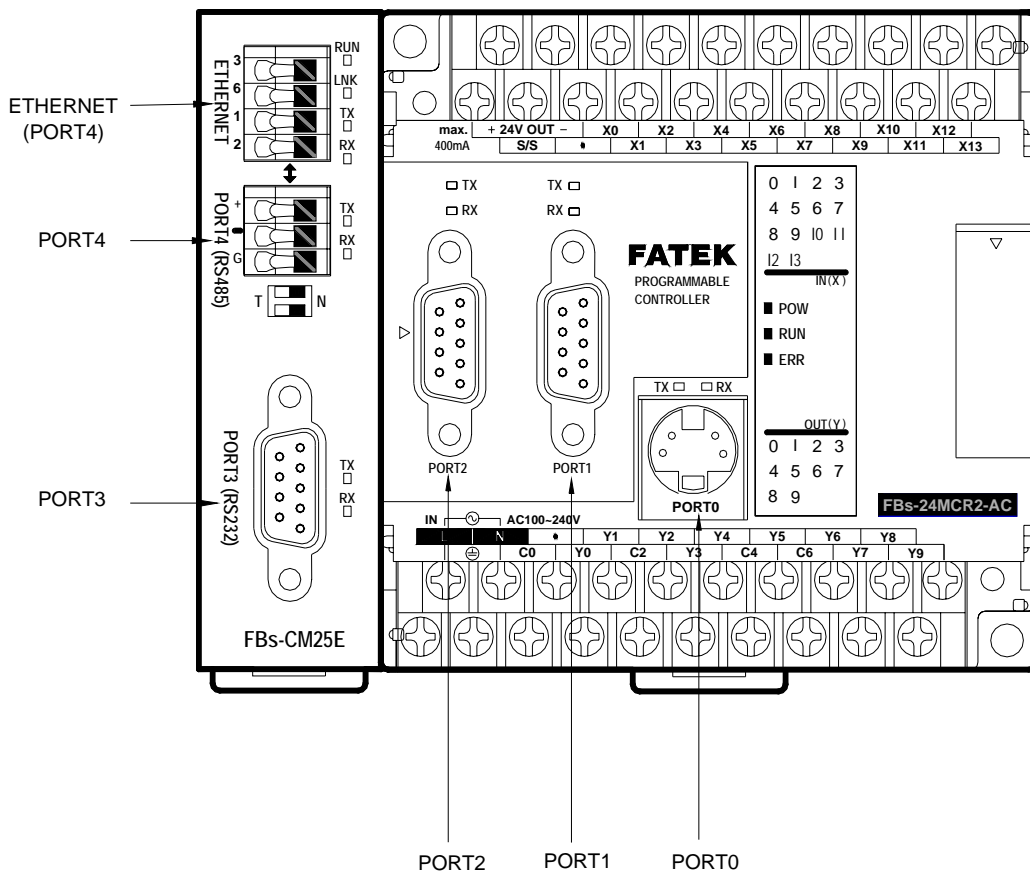 ETHERNET
(PORT4)
PORT4
PORT3
3
6
1
2
ETHERNET
RUN
LNK
TX
RX
+
G
PORT4 (RS485)
TX
RX
T N
PORT3 (RS232)
TX
RX
FBs-CM25E
max. + 24V OUT − X0 X2 X4 X6 X8 X10 X12
400mA S/S • X1 X3 X5 X7 X9 X11 X13
TX
RX
PORT2
TX
RX
PORT1
FATEK
PROGRAMMABLE
CONTROLLER
TX RX
PORT0
0 1 2 3
4 5 6 7
8 9 10 11
12 13
IN(X)
POW
RUN
ERR
OUT(Y)
0 1 2 3
4 5 6 7
8 9
FBs-24MCR2-AC
IN AC100~240V
L N • Y1 Y2 Y4 Y5 Y6 Y8
C0 Y0 C2 Y3 C4 C6 Y7 Y9
PORT2
PORT1
PORT0